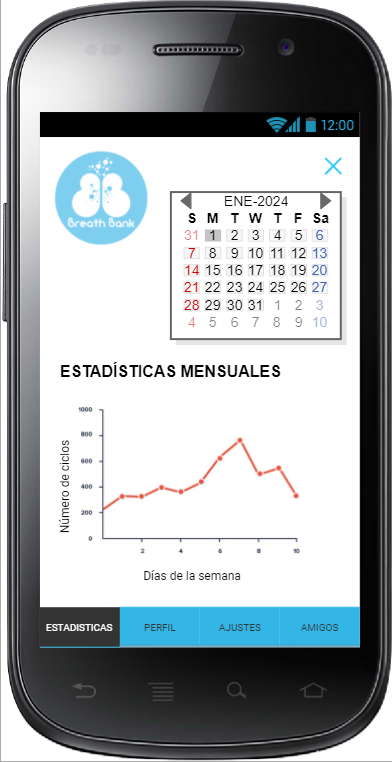 12:00
Breath Bank
ENE-2024
S M T W T F Sa
31 1 2 3 4 5 6
7 8 9 10 11 12 13
14 15 16 17 18 19 20
21 22 23 24 25 26 27
28 29 30 31 1 2 3
4 5 6 7 8 9 10
ESTADÍSTICAS MENSUALES
Número de ciclos
1000
800
600
400
200
0
2 4 6 8 10
Días de la semana
ESTADISTICAS PERFIL AJUSTES AMIGOS